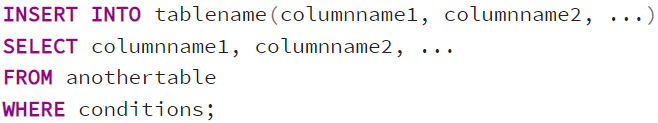 INSERT INTO tablename(columnname1, columnname2, ...)
SELECT columnname1, columnname2, ...
FROM anothertable
WHERE conditions;